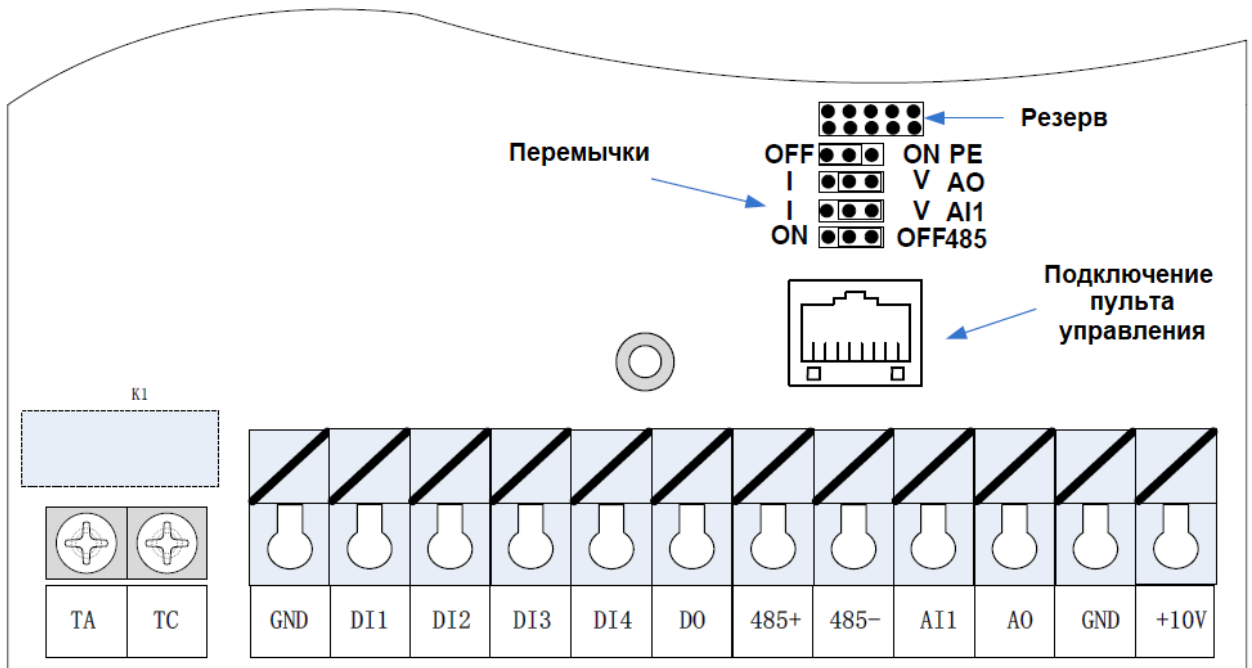 Резерв
Перемычки
OFF ON PE
I V AO
I V AI1
ON OFF485
Подключение
пульта
управления
K1
TA TC GND DI1 DI2 DI3 DI4 DO 485+ 485- AI1 AO GND +10V